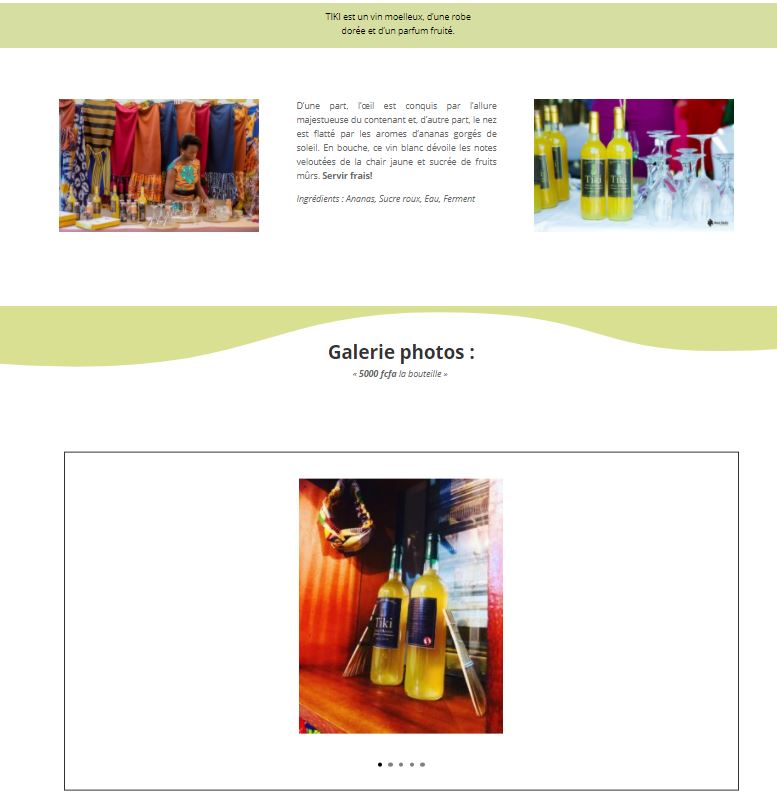 TIKI est un vin moelleux, d'une robe
dorée et d'un parfum fruité.
D'une part, l'œil est conquis par l'allure
majestueuse du contenant et, d'autre part, le nez
est flatté par les aromes d'ananas gorgés de
soleil. En bouche, ce vin blanc dévoile les notes
veloutées de la chair jaune et sucrée de fruits
mûrs. Servir frais!
Ingrédients : Ananas, Sucre roux, Eau, Ferment
Tiki
Tiki
Galerie photos :
« 5000 fcfa la bouteille »
Tiki